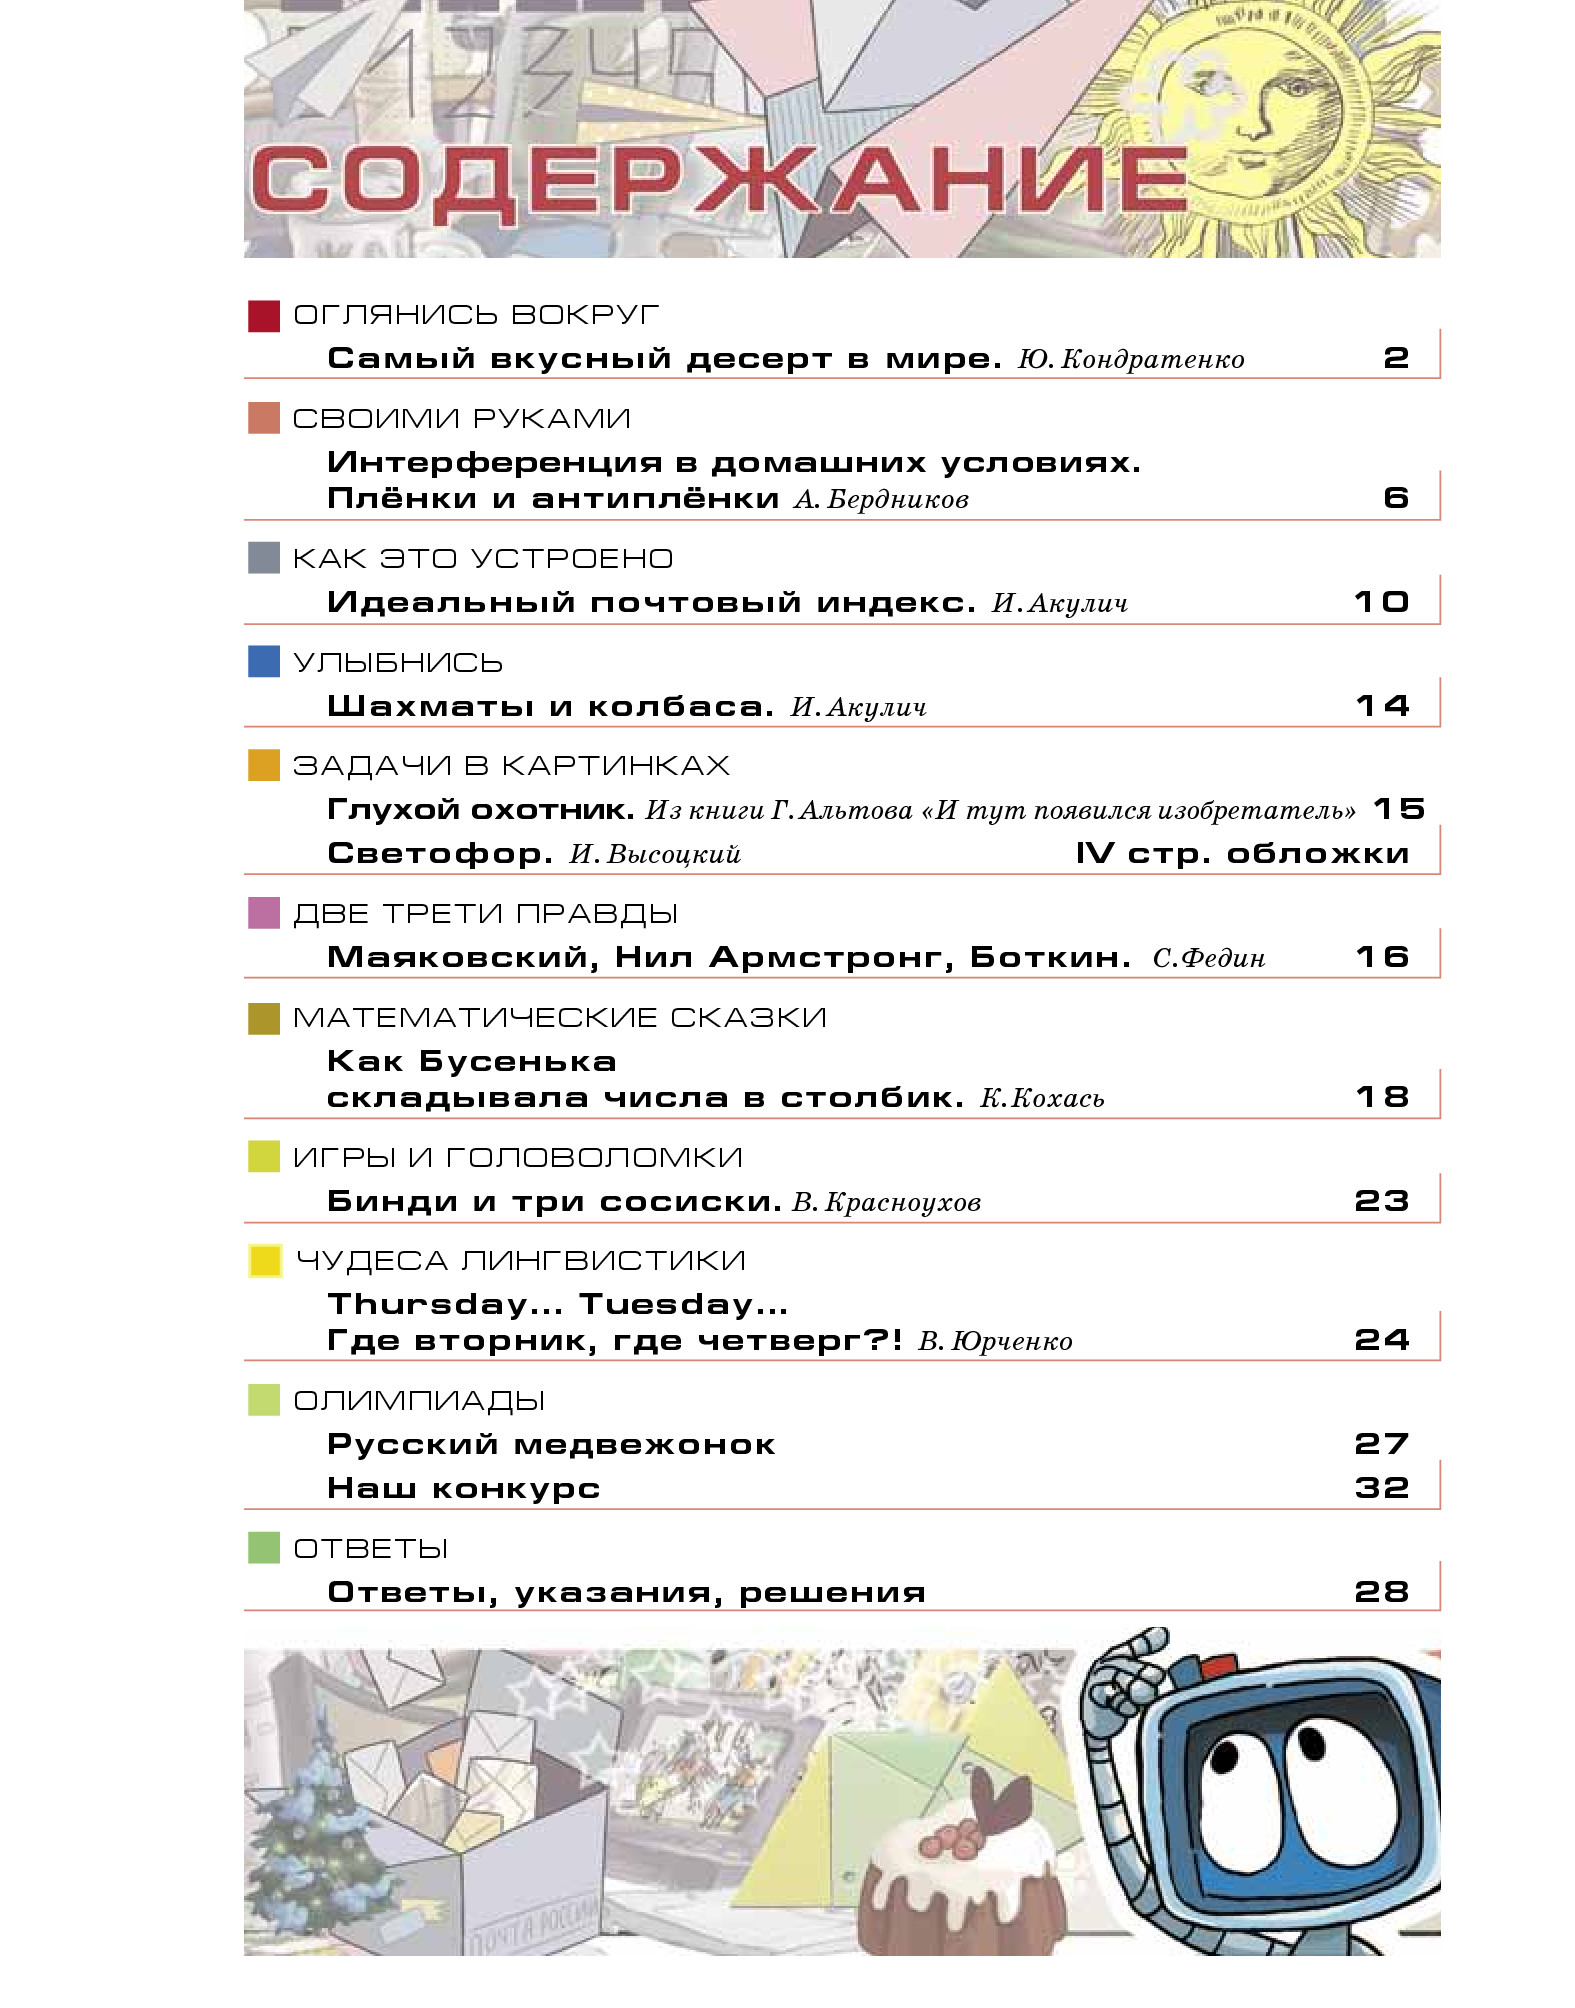 12345
СОДЕРЖАНИЕ
ОГЛЯНИСЬ ВОКРУГ
Самый вкусный десерт в мире. Ю. Кондратенко 2
СВОИМИ РУКАМИ
Интерференция в домашних условиях.
Плёнки и антиплёнки А. Бердников 6
КАК ЭТО УСТРОЕНО
Идеальный почтовый индекс. И. Акулич 10
УЛЫБНИСЬ
Шахматы и колбаса. И. Акулич 14
ЗАДАЧИ В КАРТИНКАХ
Глухой охотник. Из книги Г. Альтова «И тут появился изобретатель» 15
Светофор. И. Высоцкий IV стр. обложки
ДВЕ ТРЕТИ ПРАВДЫ
Маяковский, Нил Армстронг, Боткин. С. Федин 16
МАТЕМАТИЧЕСКИЕ СКАЗКИ
Как Бусенька
складывала числа в столбик. К. Кохась 18
ИГРЫ И ГОЛОВОЛОМКИ
Бинди и три сосиски. В. Красноухов 23
ЧУДЕСА ЛИНГВИСТИКИ
Thursday... Tuesday...
Где вторник, где четверг?! В. Юрченко 24
ОЛИМПИАДЫ
Русский медвежонок 27
Наш конкурс 32
ОТВЕТЫ
Ответы, указания, решения 28
ПОЧТА РОССИИ